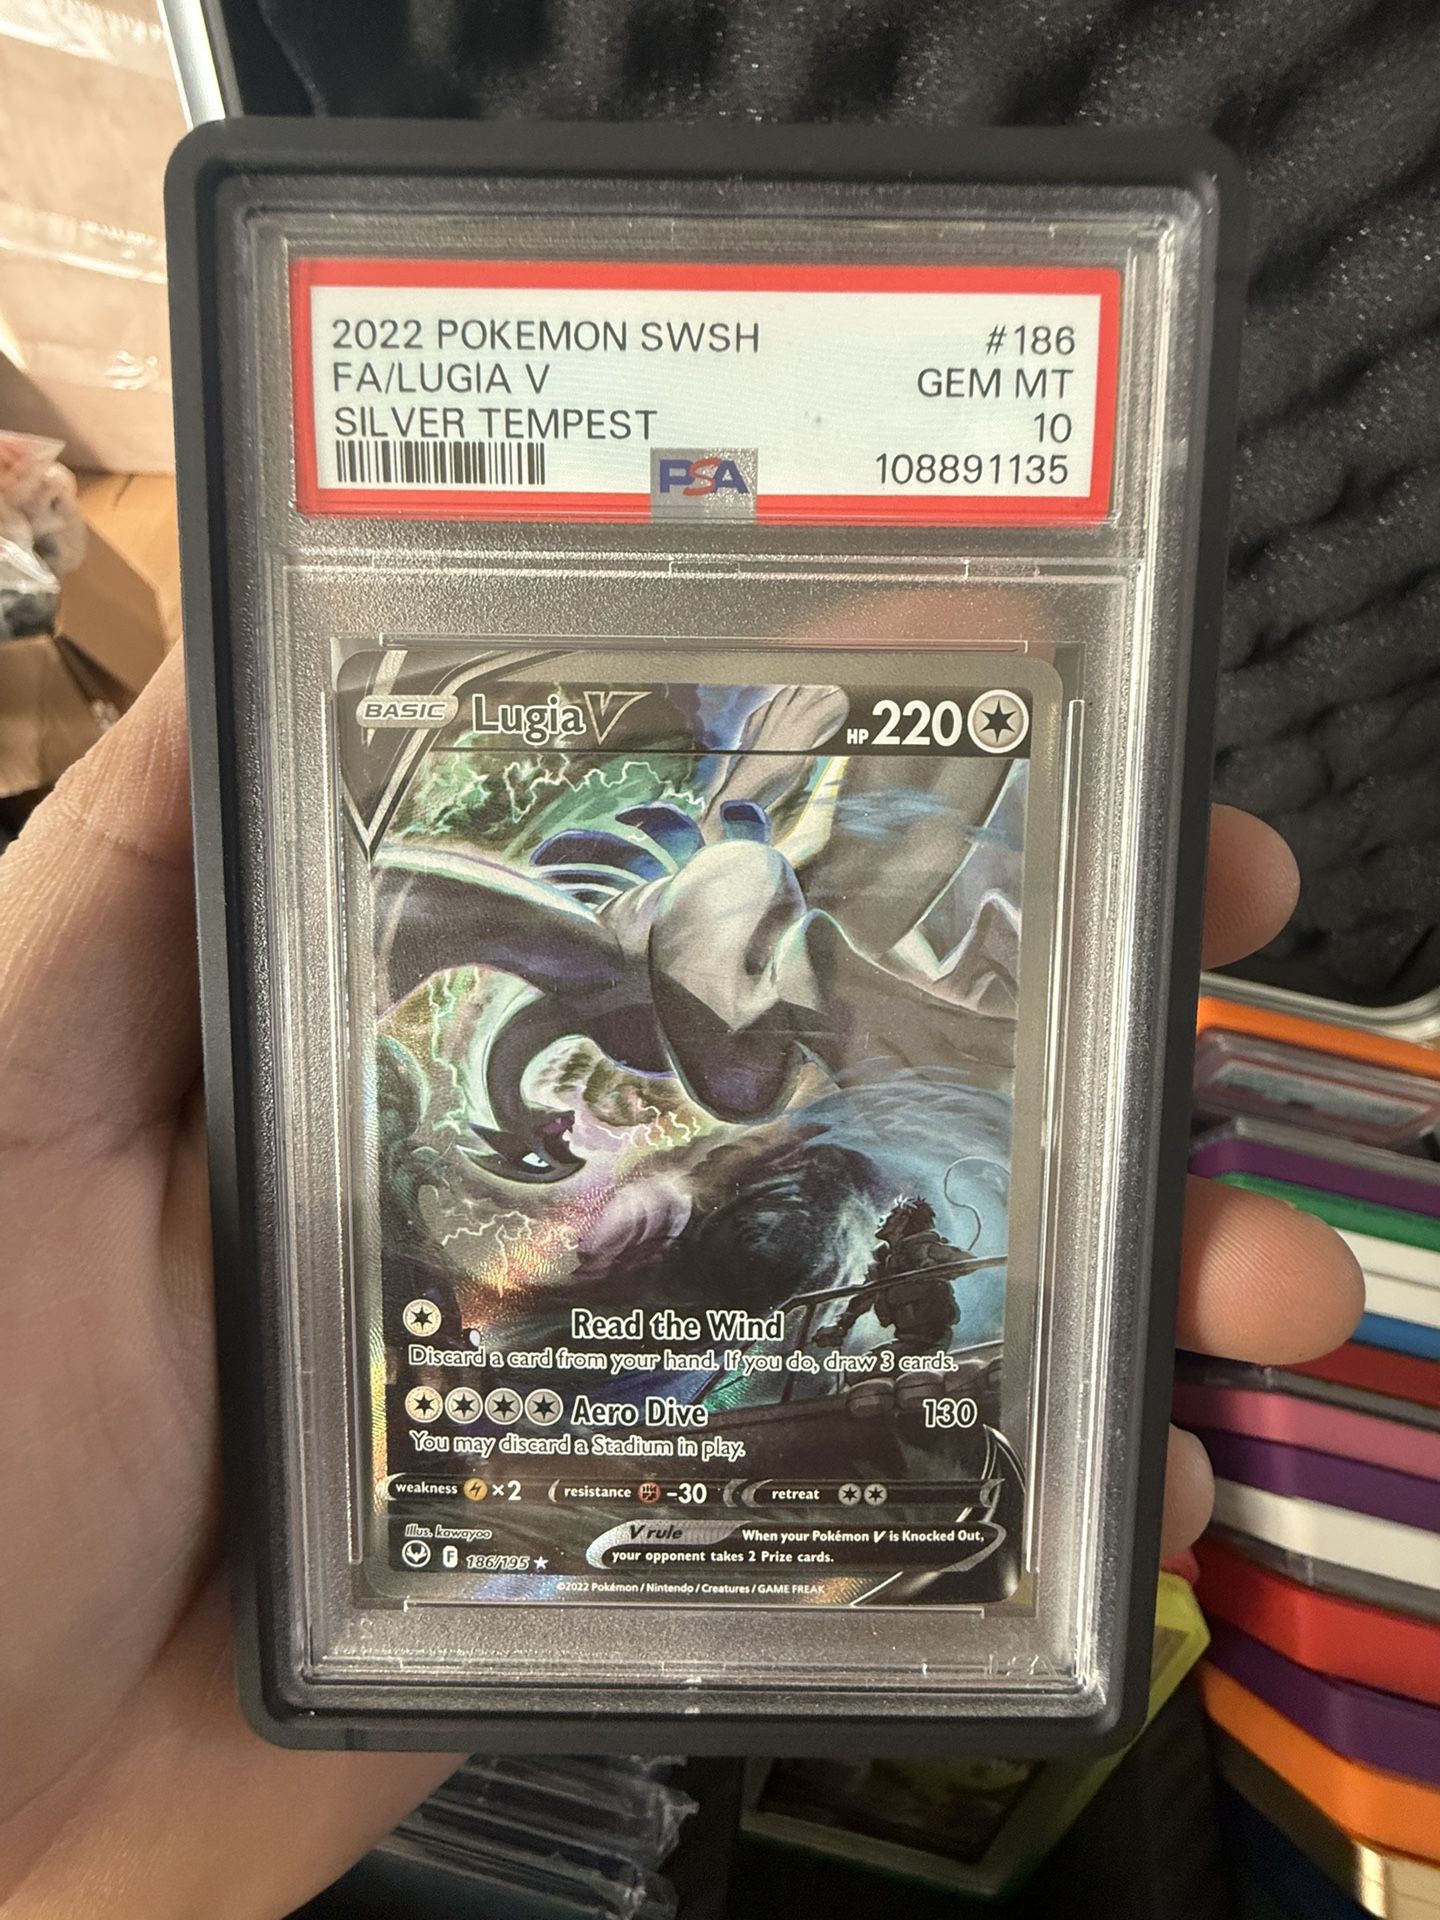 2022 POKEMON SWSH #186
FA/LUGIA V GEM MT
SILVER TEMPEST 10
PSA 108891135
BASIC Lugia V HP 220
Read the Wind
Discard a card from your hand. If you do, draw 3 cards.
Aero Dive 130
You may discard a Stadium in play.
weakness ×2 resistance -30 retreat
Illus. kawayoo V rule When your Pokémon V is Knocked Out,
your opponent takes 2 Prize cards.
F 186/195
©2022 Pokémon / Nintendo / Creatures / GAME FREAK